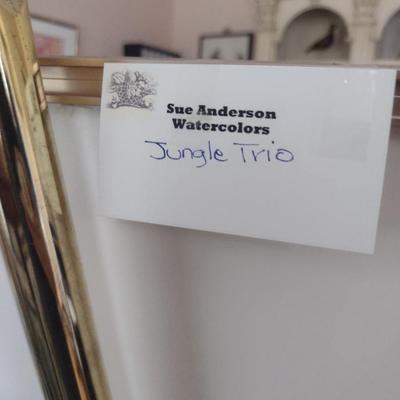 Sue Anderson
Watercolors
Jungle Trio